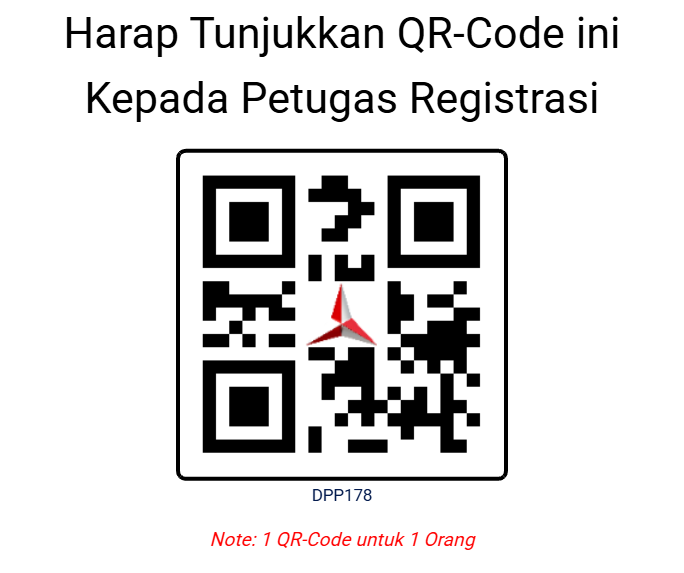 Harap Tunjukkan QR-Code ini
Kepada Petugas Registrasi
DPP178
Note: 1 QR-Code untuk 1 Orang